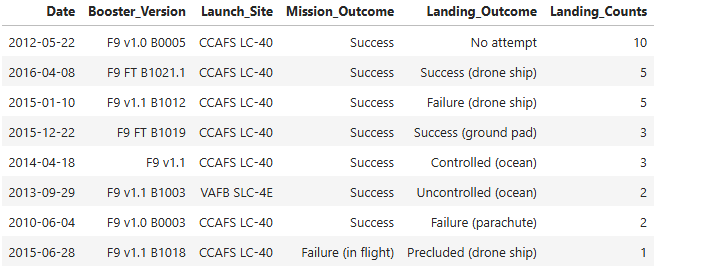 Date Booster_Version Launch_Site Mission_Outcome Landing_Outcome Landing_Counts
2012-05-22 F9 v1.0 B0005 CCAFS LC-40 Success No attempt 10
2016-04-08 F9 FT B1021.1 CCAFS LC-40 Success Success (drone ship) 5
2015-01-10 F9 v1.1 B1012 CCAFS LC-40 Success Failure (drone ship) 5
2015-12-22 F9 FT B1019 CCAFS LC-40 Success Success (ground pad) 3
2014-04-18 F9 v1.1 CCAFS LC-40 Success Controlled (ocean) 3
2013-09-29 F9 v1.1 B1003 VAFB SLC-4E Success Uncontrolled (ocean) 2
2010-06-04 F9 v1.0 B0003 CCAFS LC-40 Success Failure (parachute) 2
2015-06-28 F9 v1.1 B1018 CCAFS LC-40 Failure (in flight) Precluded (drone ship) 1